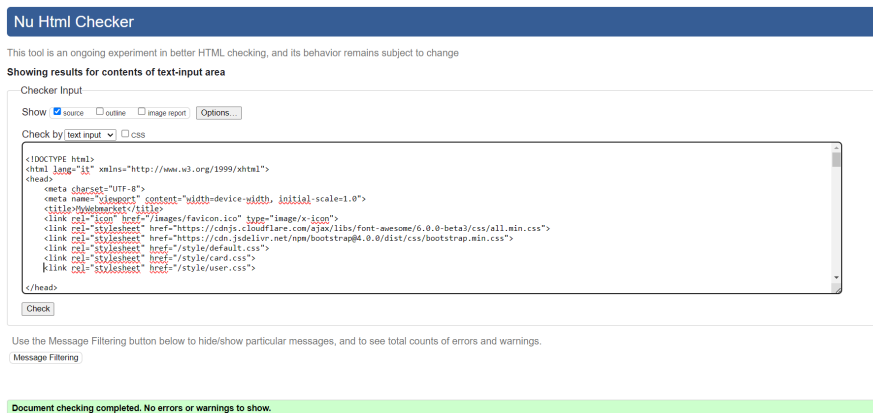 Nu Html Checker
This tool is an ongoing experiment in better HTML checking, and its behavior remains subject to change
Showing results for contents of text-input area
Checker Input
Show source outline image report Options...
Check by text input css
<!DOCTYPE html>
<html lang="it" xmlns="http://www.w3.org/1999/xhtml">
<head>
<meta charset="UTF-8">
<meta name="viewport" content="width=device-width, initial-scale=1.0">
<title>MyWebmarket</title>
<link rel="icon" href="/images/favicon.ico" type="image/x-icon">
<link rel="stylesheet" href="https://cdnjs.cloudflare.com/ajax/libs/font-awesome/6.0.0-beta3/css/all.min.css">
<link rel="stylesheet" href="https://cdn.jsdelivr.net/npm/bootstrap@4.0.0/dist/css/bootstrap.min.css">
<link rel="stylesheet" href="/style/default.css">
<link rel="stylesheet" href="/style/card.css">
<link rel="stylesheet" href="/style/user.css">
</head>
Check
Use the Message Filtering button below to hide/show particular messages, and to see total counts of errors and warnings.
Message Filtering
Document checking completed. No errors or warnings to show.